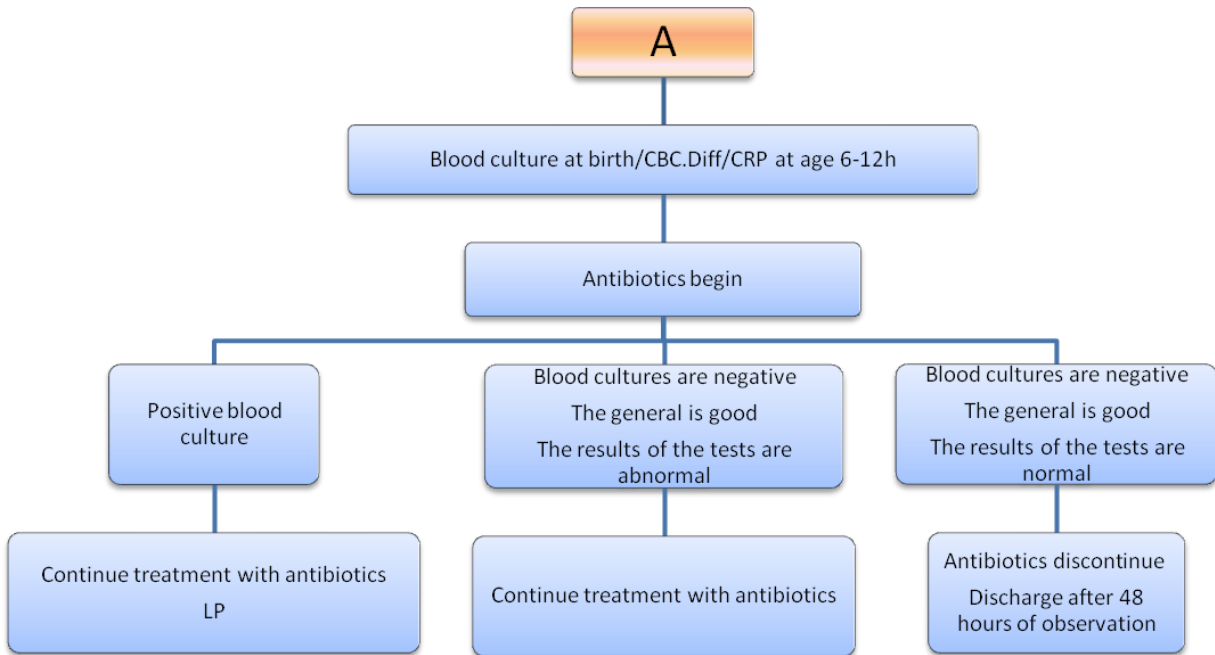 A
Blood culture at birth/CBC.Diff/CRP at age 6-12h
Antibiotics begin
Positive blood
culture
Blood cultures are negative
The general is good
The results of the tests are
abnormal
Blood cultures are negative
The general is good
The results of the tests are
normal
Continue treatment with antibiotics
LP
Continue treatment with antibiotics
Antibiotics discontinue
Discharge after 48
hours of observation